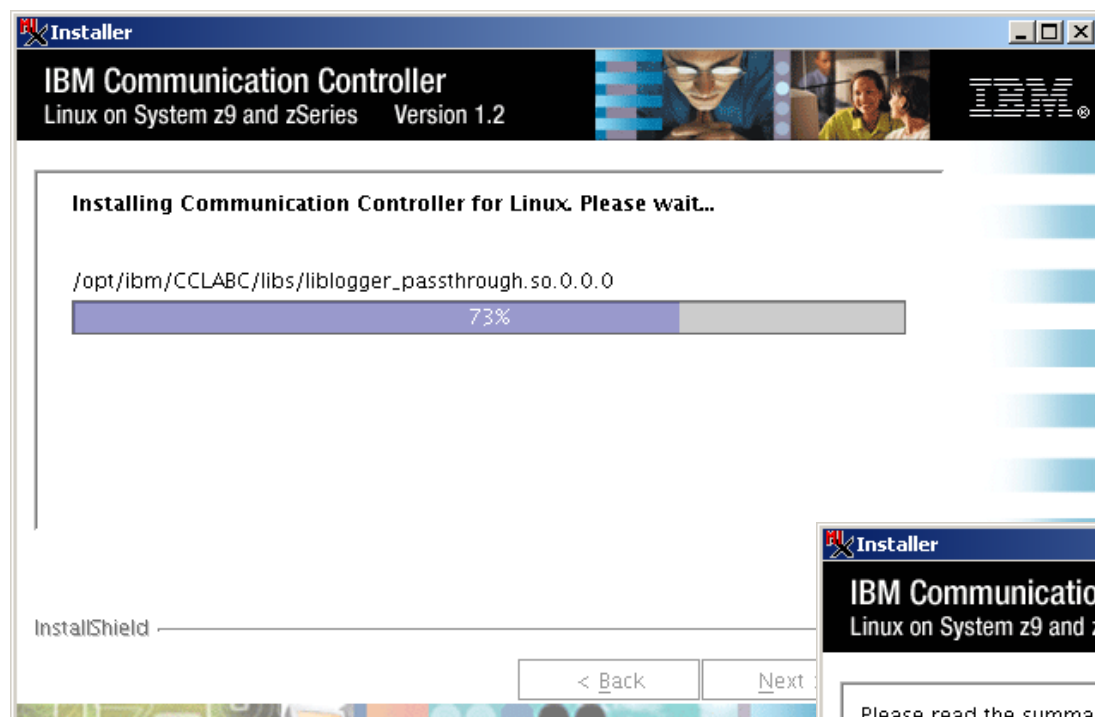 Installer
IBM Communication Controller
Linux on System z9 and zSeries Version 1.2
IBM®
Installing Communication Controller for Linux. Please wait...
/opt/ibm/CCLABC/libs/liblogger_passthrough.so.0.0.0
73%
InstallShield
< Back
Next
Installer
IBM Communicatio
Linux on System z9 and z
Please read the summa